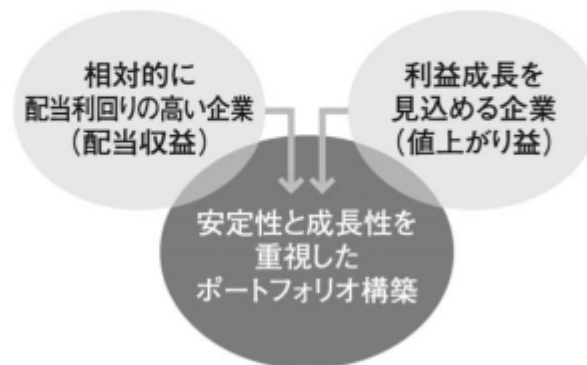 相対的に
配当利回りの高い企業
（配当収益）
利益成長を
見込める企業
（値上がり益）
安定性と成長性を
重視した
ポートフォリオ構築